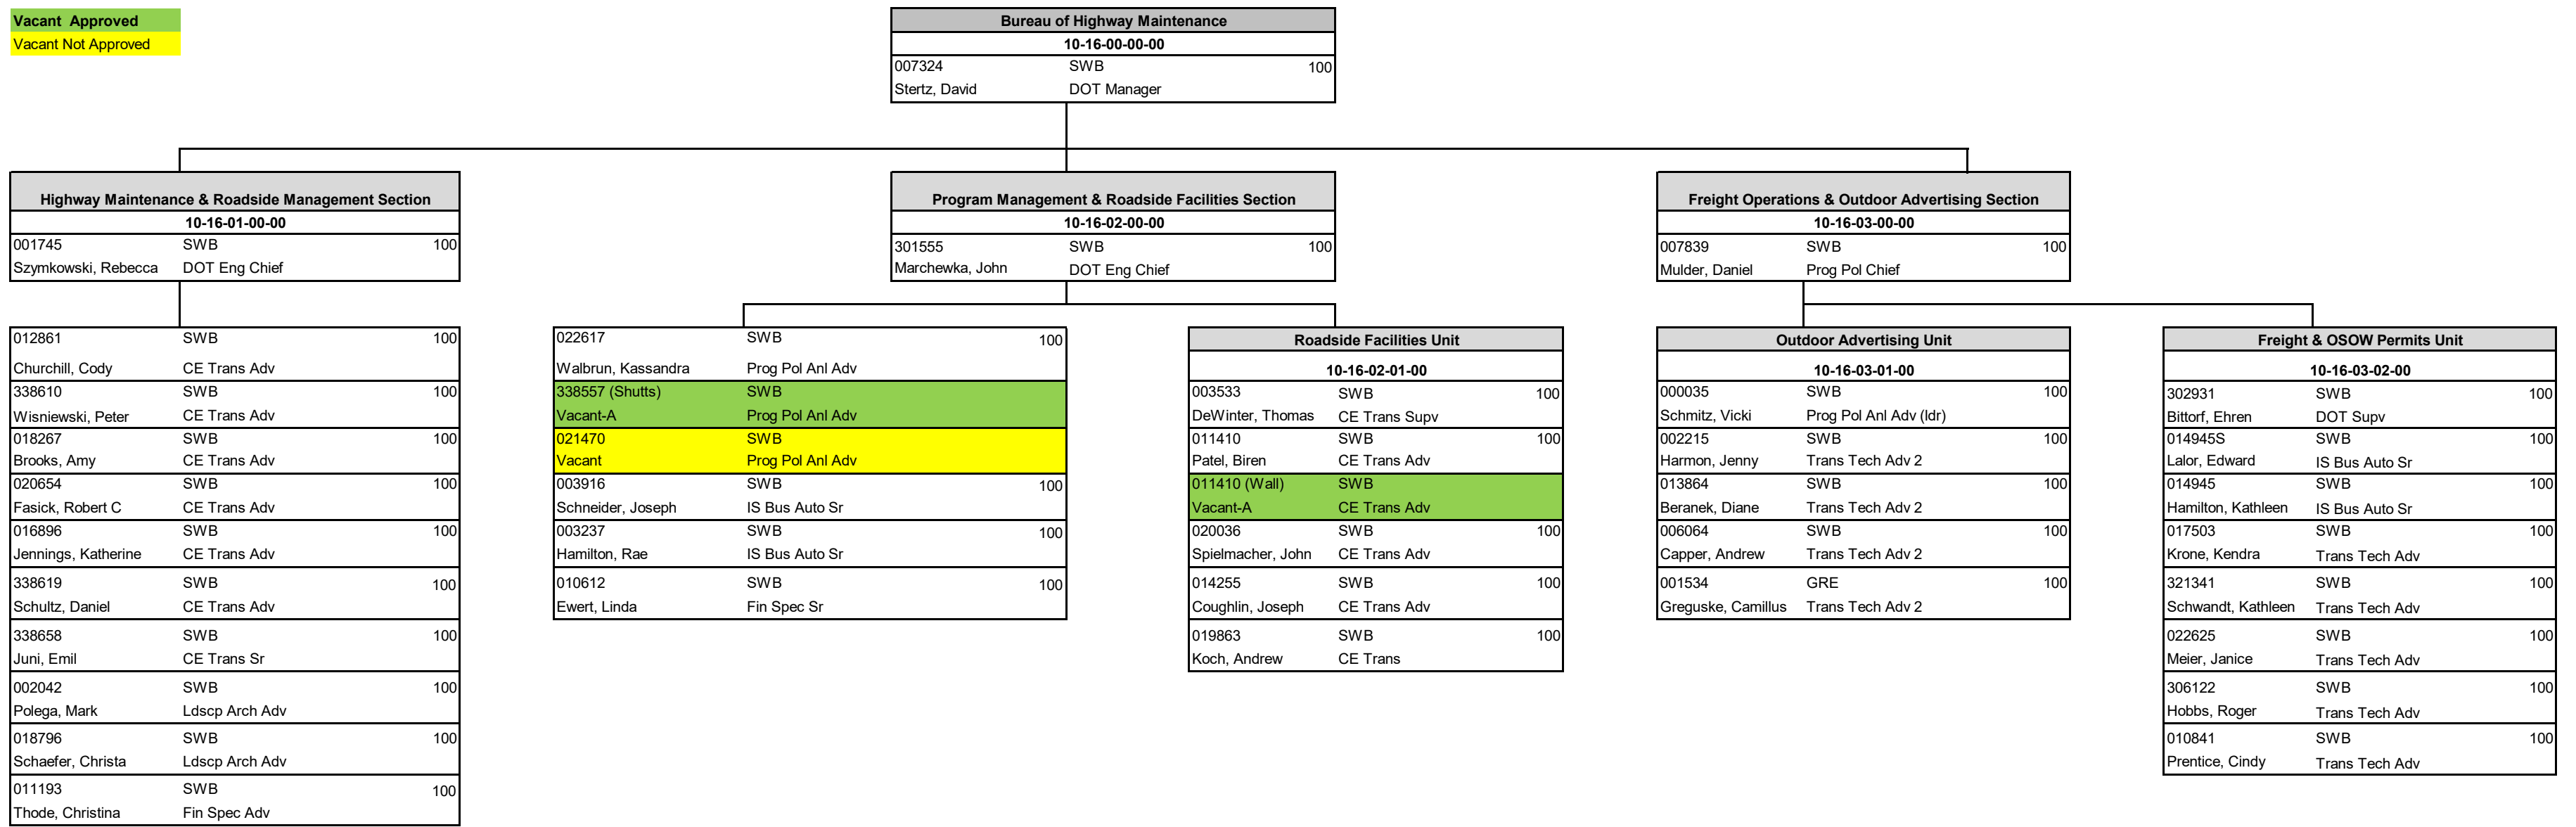 Vacant Approved
Vacant Not Approved
Bureau of Highway Maintenance
10-16-00-00-00
007324 SWB 100
Stertz, David DOT Manager
Highway Maintenance & Roadside Management Section
10-16-01-00-00
001745 SWB 100
Szymkowski, Rebecca DOT Eng Chief
Program Management & Roadside Facilities Section
10-16-02-00-00
301555 SWB 100
Marchewka, John DOT Eng Chief
Freight Operations & Outdoor Advertising Section
10-16-03-00-00
007839 SWB 100
Mulder, Daniel Prog Pol Chief
012861 SWB 100
Churchill, Cody CE Trans Adv
338610 SWB 100
Wisniewski, Peter CE Trans Adv
018267 SWB 100
Brooks, Amy CE Trans Adv
020654 SWB 100
Fasick, Robert C CE Trans Adv
016896 SWB 100
Jennings, Katherine CE Trans Adv
338619 SWB 100
Schultz, Daniel CE Trans Adv
338658 SWB 100
Juni, Emil CE Trans Sr
002042 SWB 100
Polega, Mark Ldscp Arch Adv
018796 SWB 100
Schaefer, Christa Ldscp Arch Adv
011193 SWB 100
Thode, Christina Fin Spec Adv
022617 SWB 100
Walbrun, Kassandra Prog Pol Anl Adv
338557 (Shutts) SWB
Vacant-A Prog Pol Anl Adv
021470 SWB
Vacant Prog Pol Anl Adv
003916 SWB 100
Schneider, Joseph IS Bus Auto Sr
003237 SWB 100
Hamilton, Rae IS Bus Auto Sr
010612 SWB 100
Ewert, Linda Fin Spec Sr
Roadside Facilities Unit
10-16-02-01-00
003533 SWB 100
DeWinter, Thomas CE Trans Supv
011410 SWB 100
Patel, Biren CE Trans Adv
011410 (Wall) SWB
Vacant-A CE Trans Adv
020036 SWB 100
Spielmacher, John CE Trans Adv
014255 SWB 100
Coughlin, Joseph CE Trans Adv
019863 SWB 100
Koch, Andrew CE Trans
Outdoor Advertising Unit
10-16-03-01-00
000035 SWB 100
Schmitz, Vicki Prog Pol Anl Adv (ldr)
002215 SWB 100
Harmon, Jenny Trans Tech Adv 2
013864 SWB 100
Beranek, Diane Trans Tech Adv 2
006064 SWB 100
Capper, Andrew Trans Tech Adv 2
001534 GRE 100
Greguske, Camillus Trans Tech Adv 2
Freight & OSOW Permits Unit
10-16-03-02-00
302931 SWB 100
Bittorf, Ehren DOT Supv
014945S SWB 100
Lalor, Edward IS Bus Auto Sr
014945 SWB 100
Hamilton, Kathleen IS Bus Auto Sr
017503 SWB 100
Krone, Kendra Trans Tech Adv
321341 SWB 100
Schwandt, Kathleen Trans Tech Adv
022625 SWB 100
Meier, Janice Trans Tech Adv
306122 SWB 100
Hobbs, Roger Trans Tech Adv
010841 SWB 100
Prentice, Cindy Trans Tech Adv